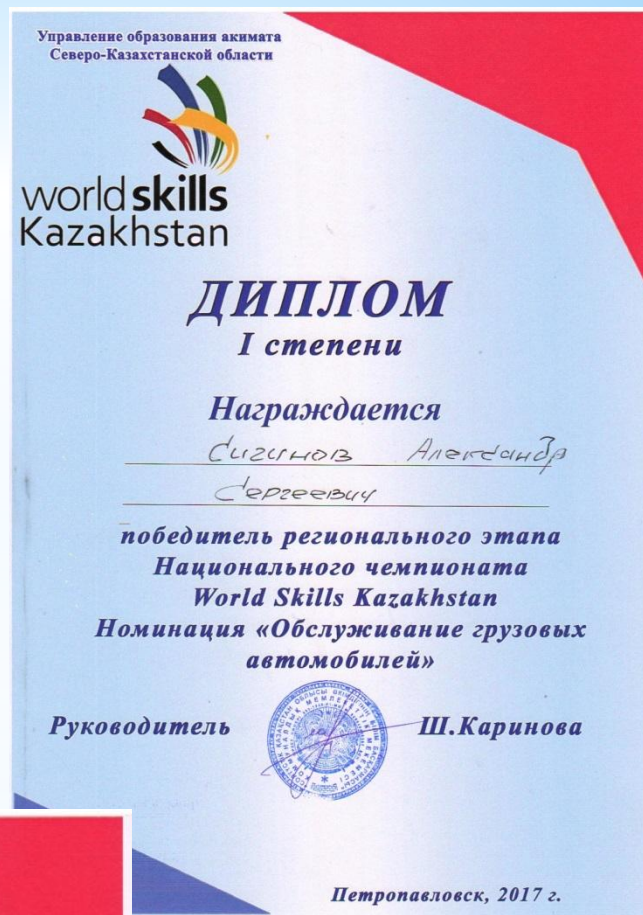 Управление образования акимата
Северо-Казахстанской области
world skills
Kazakhstan
ДИПЛОМ
I степени
Награждается
Сигинов Александр
Сергеевич
победитель регионального этапа
Национального чемпионата
World Skills Kazakhstan
Номинация «Обслуживание грузовых
автомобилей»
Руководитель Ш.Каринова
Петропавловск, 2017 г.